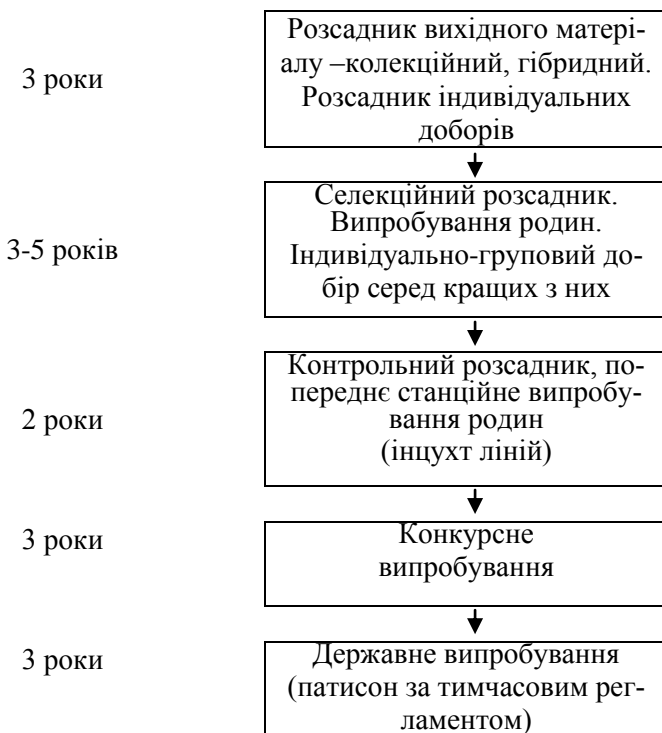 3 роки
Розсадник вихідного матері-
алу –колекційний, гібридний.
Розсадник індивідуальних
доборів
3-5 років
Селекційний розсадник.
Випробування родин.
Індивідуально-груповий до-
бір серед кращих з них
2 роки
Контрольний розсадник, по-
переднє станційне випробу-
вання родин
(інцухт ліній)
3 роки
Конкурсне
випробування
3 роки
Державне випробування
(патисон за тимчасовим рег-
ламентом)